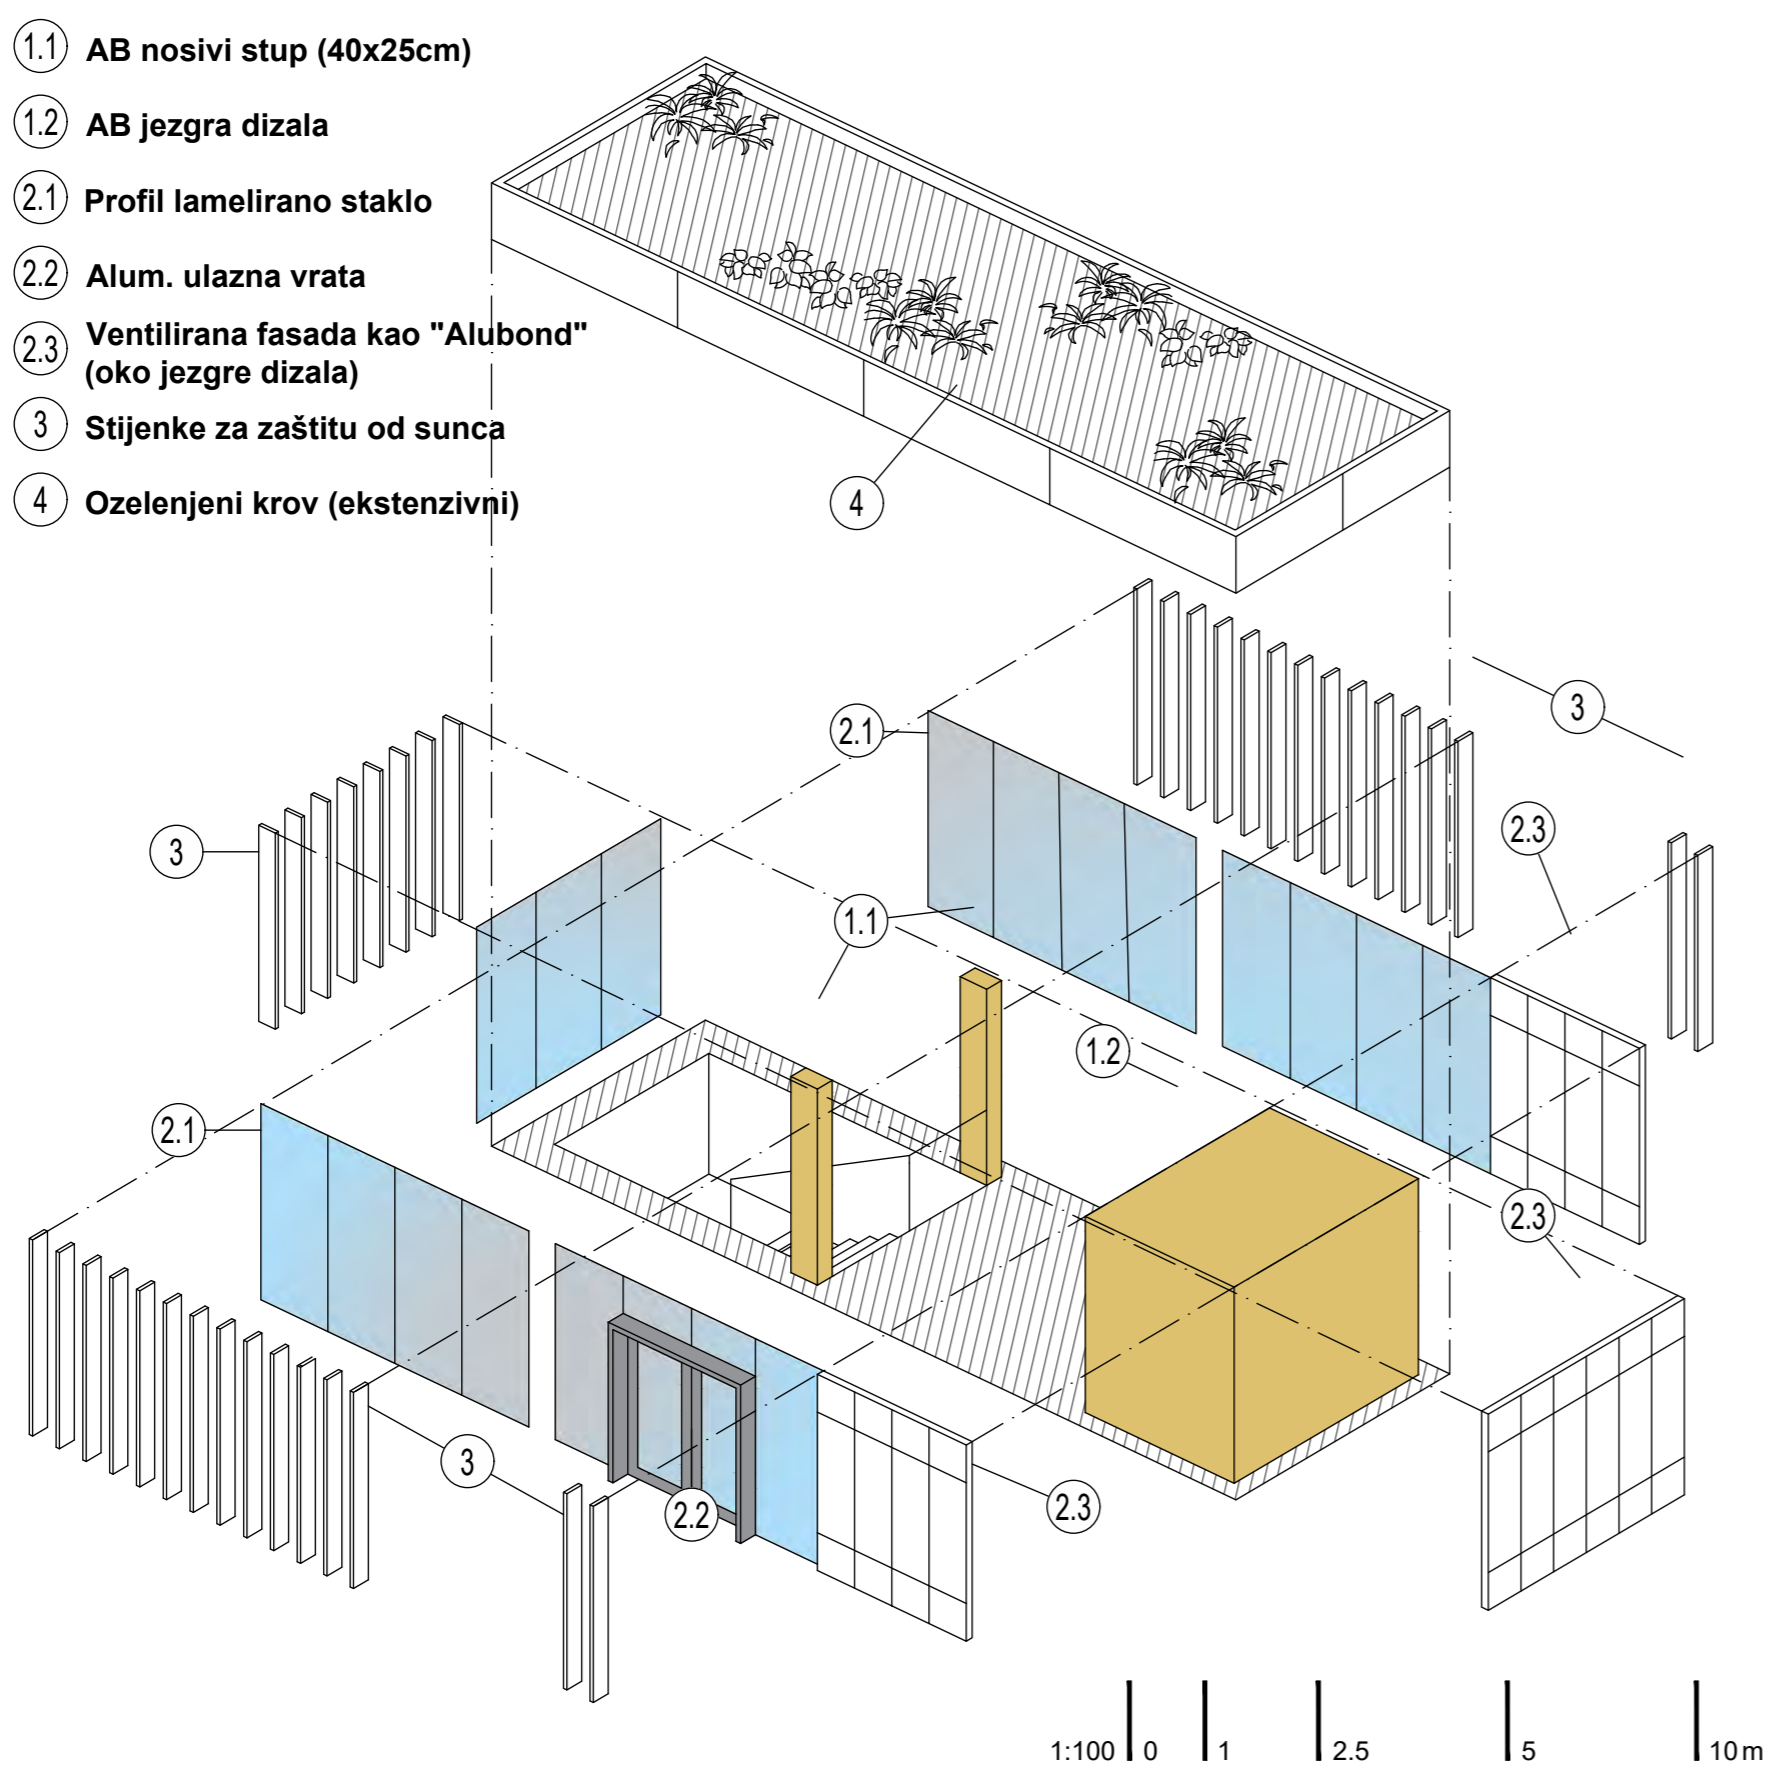 1.1 AB nosivi stup (40x25cm)
1.2 AB jezgra dizala
2.1 Profil lamelirano staklo
2.2 Alum. ulazna vrata
2.3 Ventilirana fasada kao "Alubond"
(oko jezgre dizala)
3 Stijenke za zaštitu od sunca
4 Ozelenjeni krov (ekstenzivni)
4
3
2.1
2.3
3
1.1
1.2
2.1
2.3
3
2.2
2.3
1:100 0 1 2.5 5 10 m